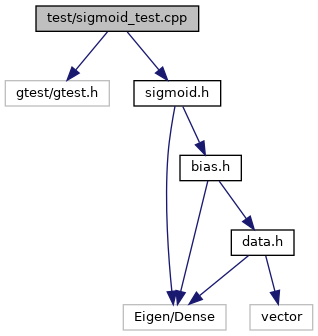 test/sigmoid_test.cpp
gtest/gtest.h
sigmoid.h
bias.h
data.h
Eigen/Dense
vector